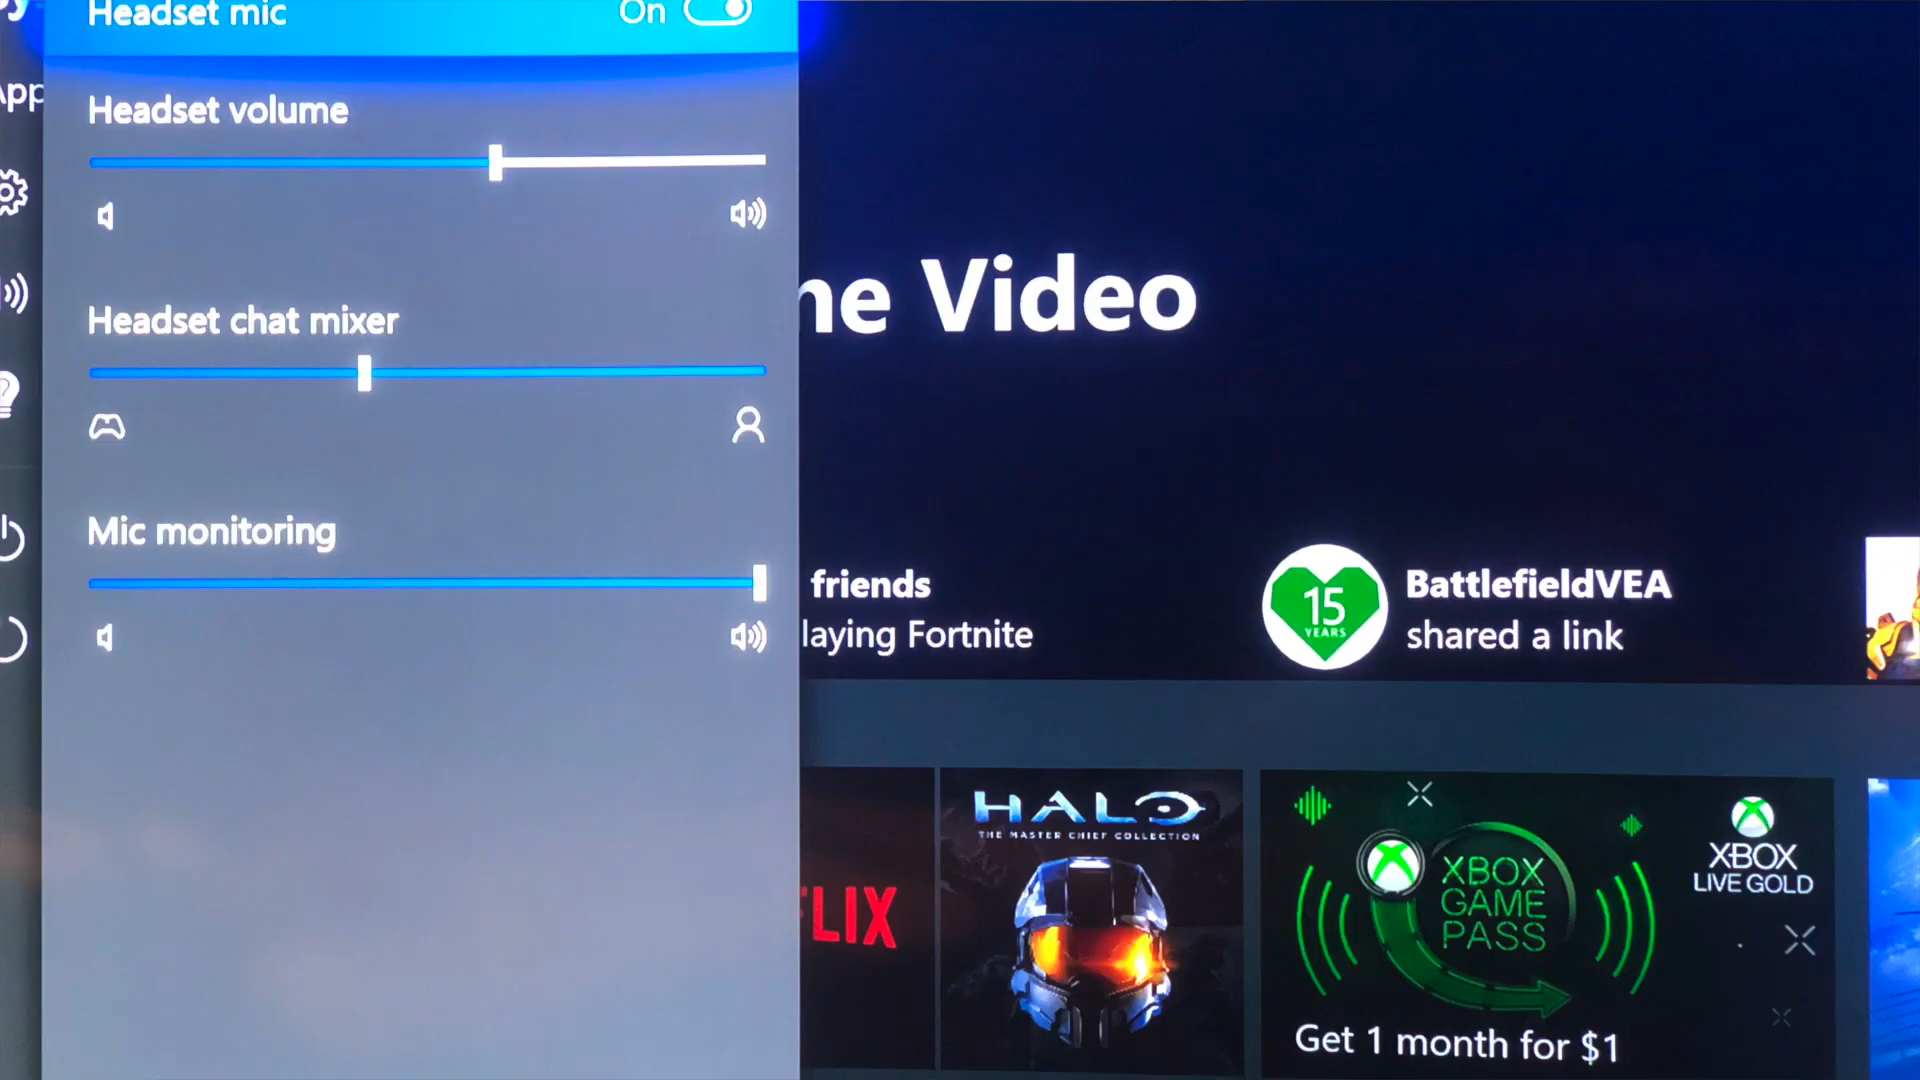 Headset mic
On
App
Headset volume
Headset chat mixer
Mic monitoring
ne Video
friends
laying Fortnite
15
YEARS
BattlefieldVEA
shared a link
FLIX
HALO
THE MASTER CHIEF COLLECTION
XBOX
GAME
PASS
XBOX
LIVE GOLD
Get 1 month for $1